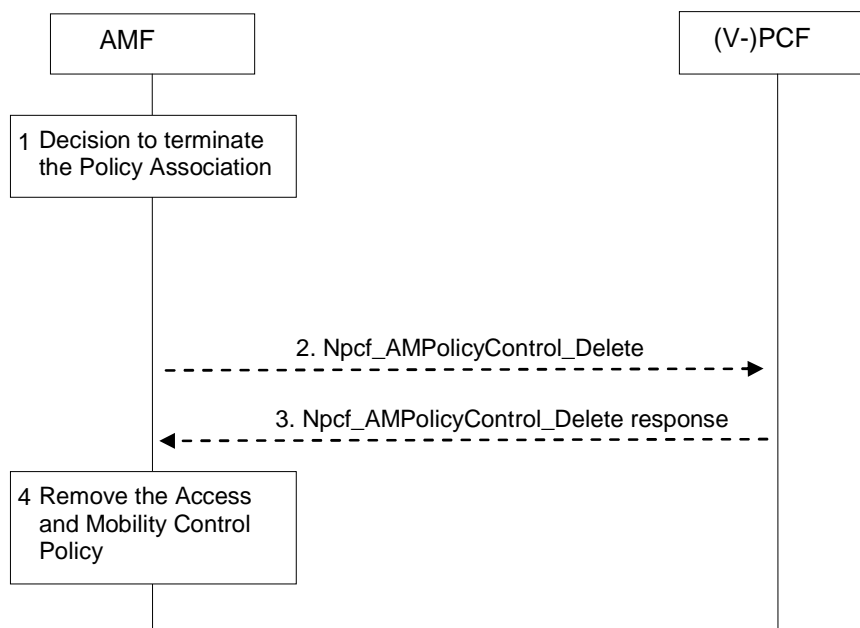 AMF
(V-)PCF
1 Decision to terminate
the Policy Association
2. Npcf_AMPolicyControl_Delete
3. Npcf_AMPolicyControl_Delete response
4 Remove the Access
and Mobility Control
Policy